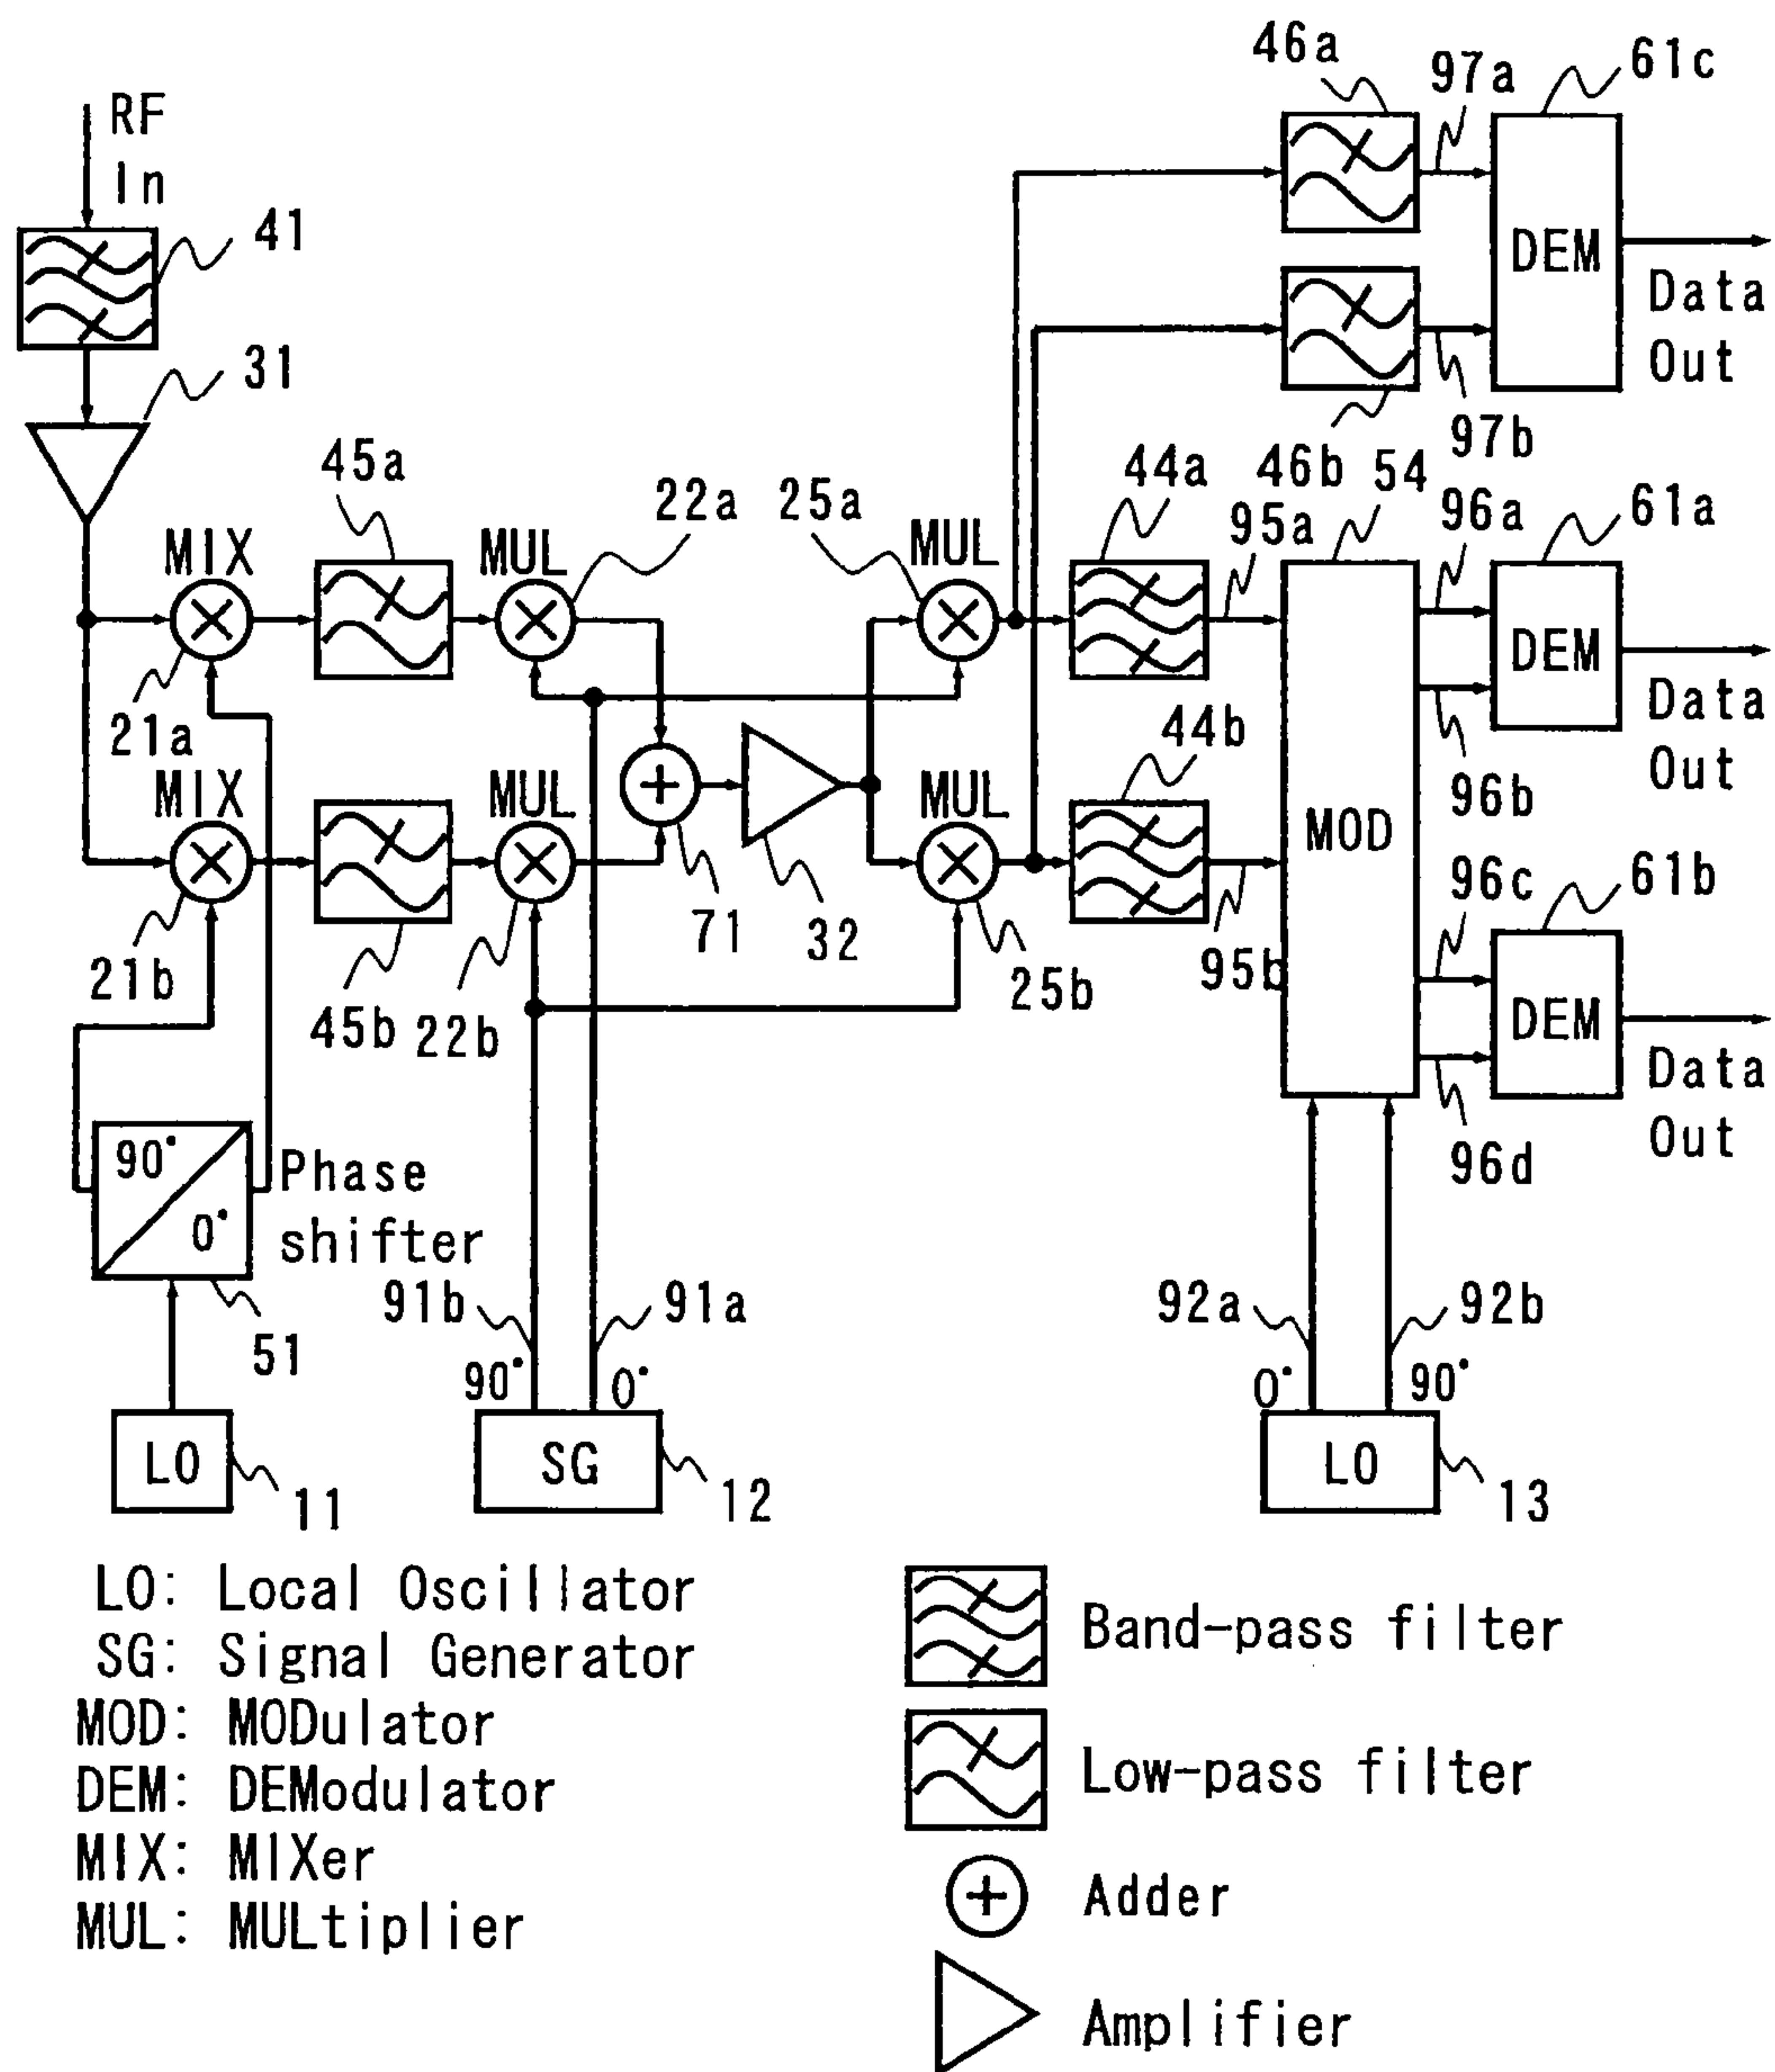 46a
97a
61c
RF
In
41
DEM
Data
Out
31
97b
45a
22a
25a
44a
46b
54
95a
96a
61a
MIX
MUL
MUL
DEM
Data
Out
21a
44b
96b
MIX
MUL
MUL
MOD
96c
61b
71
32
21b
95b
25b
45b
22b
DEM
Data
Out
90°
0°
Phase
shifter
96d
91b
91a
92a
92b
51
90°
0°
0°
90°
LO
SG
LO
11
12
13
LO: Local Oscillator
SG: Signal Generator
MOD: MODulator
DEM: DEModulator
MIX: MIXer
MUL: MULtiplier
Band-pass filter
Low-pass filter
Adder
Amplifier